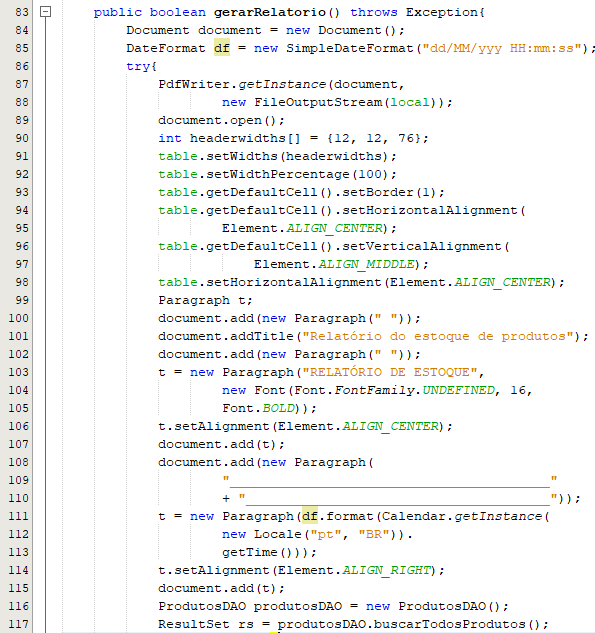 83 public boolean gerarRelatorio() throws Exception{
84 Document document = new Document();
85 DateFormat df = new SimpleDateFormat("dd/MM/yyy HH:mm:ss");
86 try{
87 PdfWriter.getInstance(document,
88 new FileOutputStream(local));
89 document.open();
90 int headerwidths[] = {12, 12, 76};
91 table.setWidths(headerwidths);
92 table.setWidthPercentage(100);
93 table.getDefaultCell().setBorder(1);
94 table.getDefaultCell().setHorizontalAlignment(
95 Element.ALIGN_CENTER);
96 table.getDefaultCell().setVerticalAlignment(
97 Element.ALIGN_MIDDLE);
98 table.setHorizontalAlignment(Element.ALIGN_CENTER);
99 Paragraph t;
100 document.add(new Paragraph(" "));
101 document.addTitle("Relatório do estoque de produtos");
102 document.add(new Paragraph(" "));
103 t = new Paragraph("RELATÓRIO DE ESTOQUE",
104 new Font(Font.FontFamily.UNDEFINED, 16,
105 Font.BOLD));
106 t.setAlignment(Element.ALIGN_CENTER);
107 document.add(t);
108 document.add(new Paragraph(
109 "________________________________________"
110 + "______________________________________"));
111 t = new Paragraph(df.format(Calendar.getInstance(
112 new Locale("pt", "BR")).
113 getTime()));
114 t.setAlignment(Element.ALIGN_RIGHT);
115 document.add(t);
116 ProdutosDAO produtosDAO = new ProdutosDAO();
117 ResultSet rs = produtosDAO.buscarTodosProdutos();